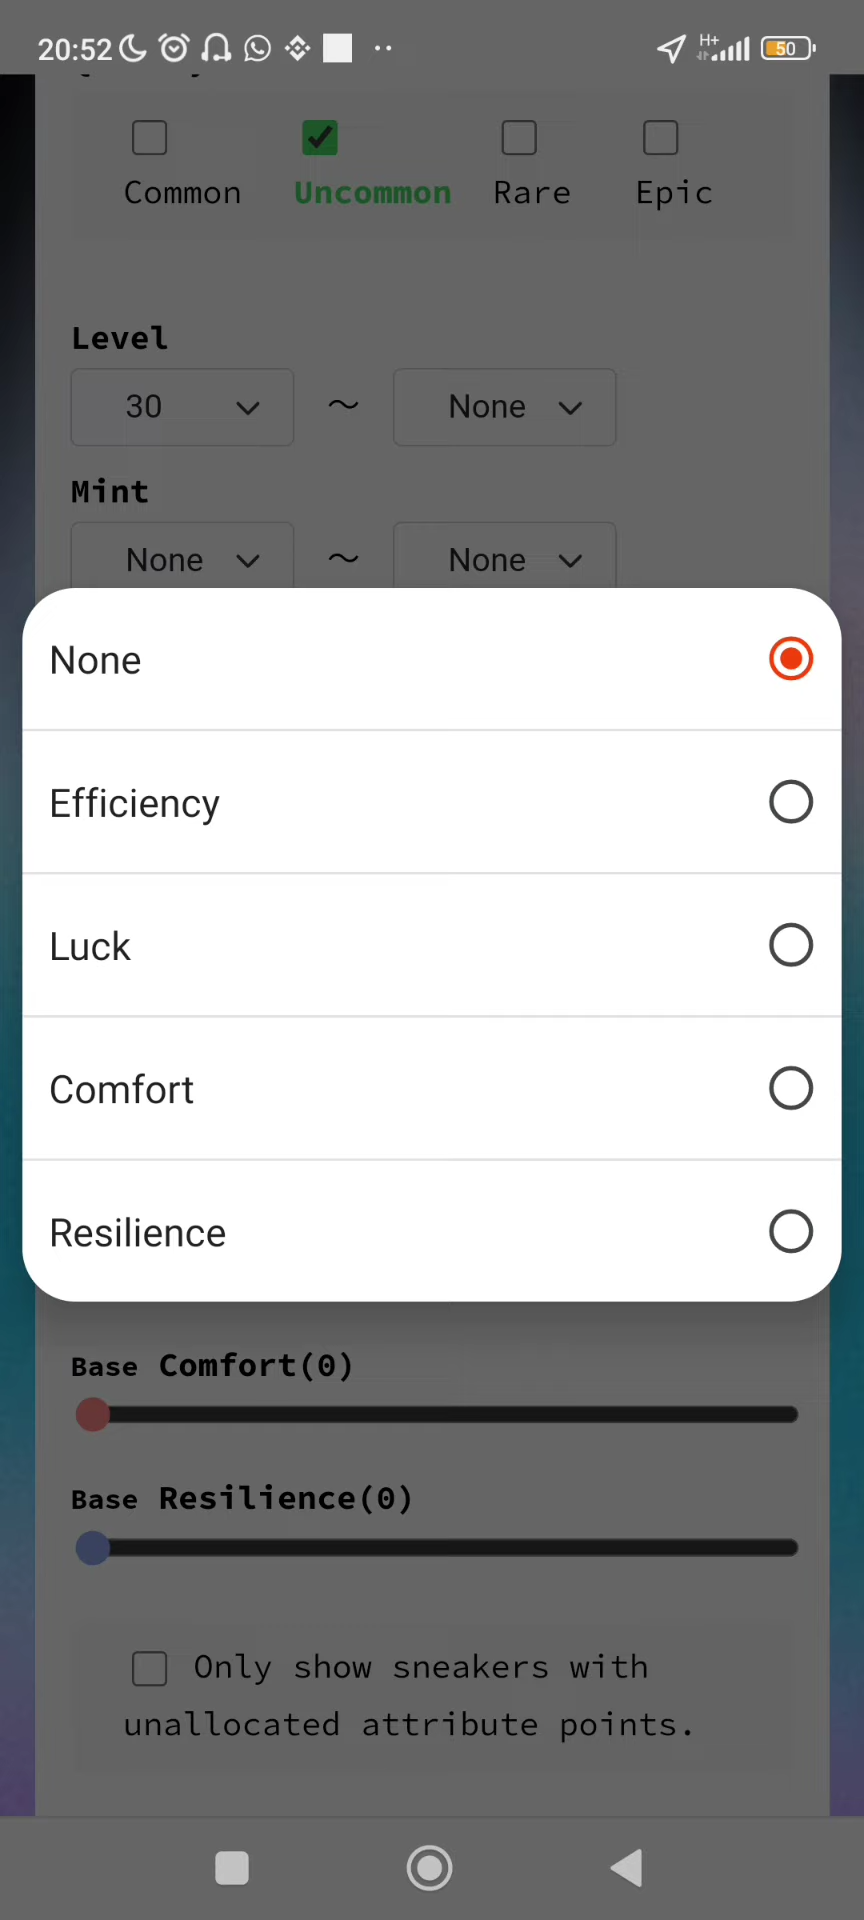 20:52
H+
50
Common
Uncommon
Rare
Epic
Level
30
~
None
Mint
None
~
None
None
Efficiency
Luck
Comfort
Resilience
Base Comfort(0)
Base Resilience(0)
Only show sneakers with
unallocated attribute points.